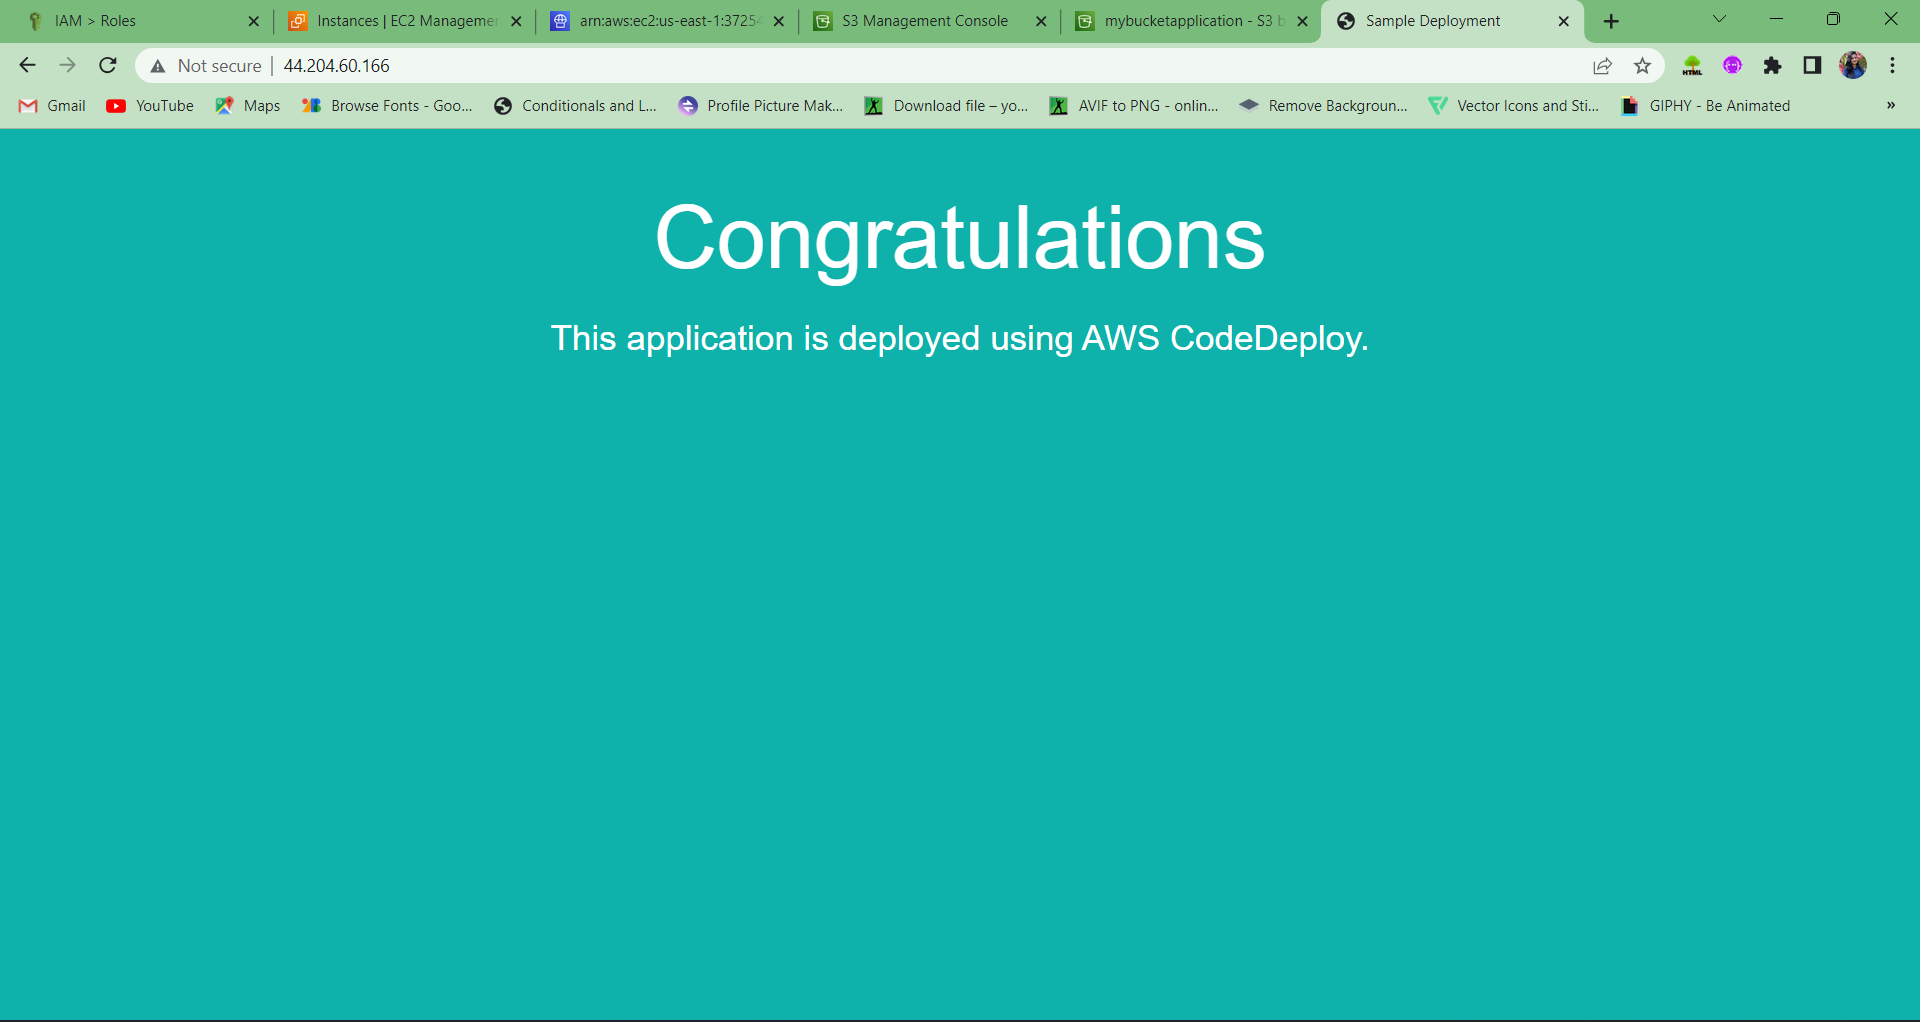 IAM > Roles
Instances | EC2 Managemen
arn:aws:ec2:us-east-1:37254
S3 Management Console
mybucketapplication - S3 b
Sample Deployment
Not secure
44.204.60.166
Gmail
YouTube
Maps
Browse Fonts - Goo...
Conditionals and L...
Profile Picture Mak...
Download file – yo...
AVIF to PNG - onlin...
Remove Backgroun...
Vector Icons and Sti...
GIPHY - Be Animated
»
HTML
Congratulations
This application is deployed using AWS CodeDeploy.